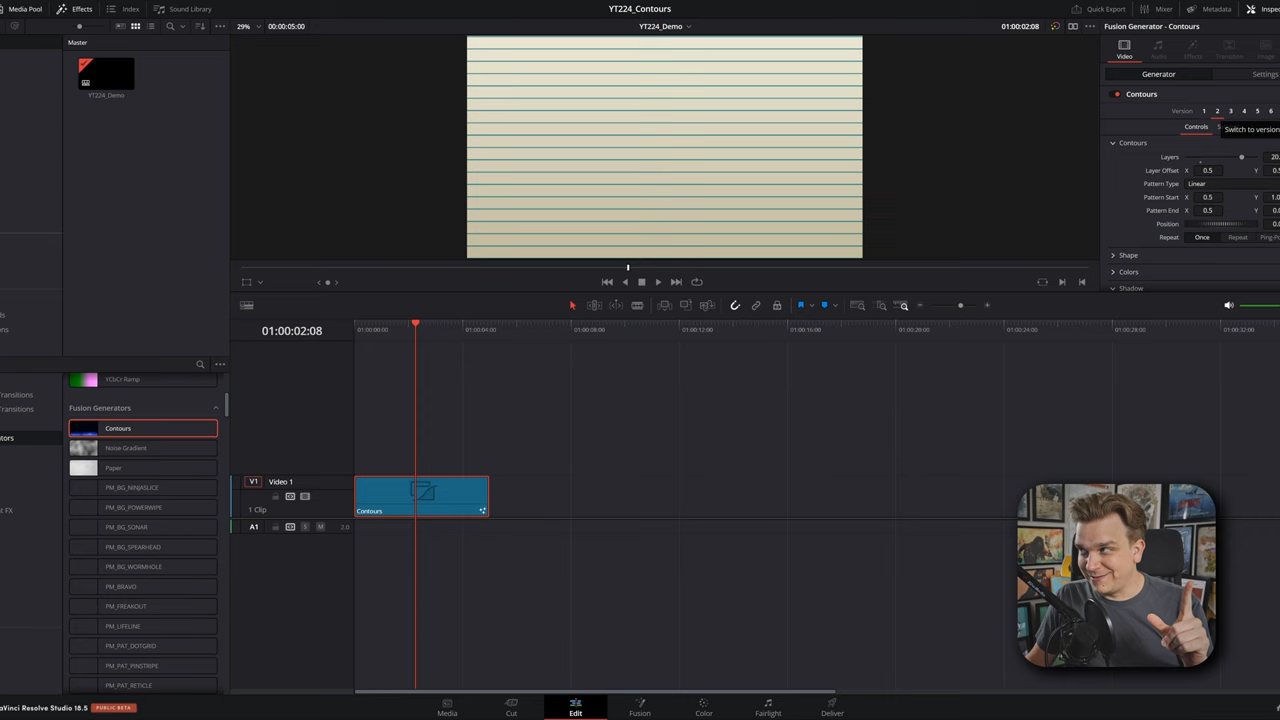 Media Pool
Effects
Index
Sound Library
YT224_Contours
Quick Export
Mixer
Metadata
Inspe
29%
00:00:05:00
YT224_Demo
01:00:02:08
Fusion Generator - Contours
Master
YT224_Demo
Video
Audio
Effects
Transition
Image
Generator
Settings
Contours
Version 1 2 3 4 5 6
Controls
Switch to version
Contours
Layers 20.
Layer Offset X 0.5 Y 0.5
Pattern Type Linear
Pattern Start X 0.5 Y 1.0
Pattern End X 0.5 Y 0.0
Position 0.0
Repeat Once Repeat Ping-Po
Shape
Colors
Shadow
01:00:02:08
01:00:00:00
01:00:04:00
01:00:08:00
01:00:12:00
01:00:16:00
01:00:20:00
01:00:24:00
01:00:28:00
01:00:32:00
ns
ransitions
ransitions
ators
t FX
YCbCr Ramp
Fusion Generators
Contours
Noise Gradient
Paper
PM_BG_NINJASLICE
PM_BG_POWERWIPE
PM_BG_SONAR
PM_BG_SPEARHEAD
PM_BG_WORMHOLE
PM_BRAVO
PM_FREAKOUT
PM_LIFELINE
PM_PAT_DOTGRID
PM_PAT_PINSTRIPE
PM_PAT_RETICLE
V1
Video 1
1 Clip
Contours
A1
S
M
2.0
aVinci Resolve Studio 18.5
PUBLIC BETA
Media
Cut
Edit
Fusion
Color
Fairlight
Deliver